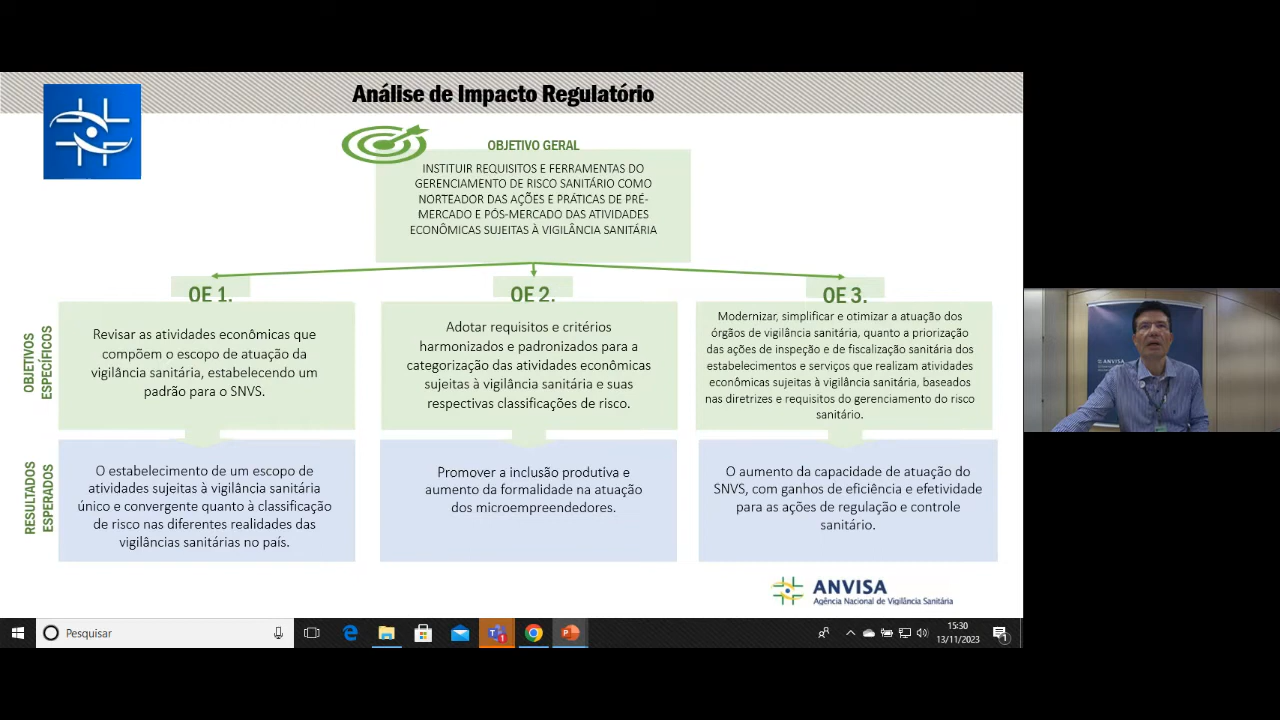 Análise de Impacto Regulatório
OBJETIVO GERAL
INSTITUIR REQUISITOS E FERRAMENTAS DO
GERENCIAMENTO DE RISCO SANITÁRIO COMO
NORTEADOR DAS AÇÕES E PRÁTICAS DE PRÉ-
MERCADO E PÓS-MERCADO DAS ATIVIDADES
ECONÔMICAS SUJEITAS À VIGILÂNCIA SANITÁRIA
OBJETIVOS
ESPECÍFICOS
OE 1.
Revisar as atividades econômicas que
compõem o escopo de atuação da
vigilância sanitária, estabelecendo um
padrão para o SNVS.
OE 2.
Adotar requisitos e critérios
harmonizados e padronizados para a
categorização das atividades econômicas
sujeitas à vigilância sanitária e suas
respectivas classificações de risco.
OE 3.
Modernizar, simplificar e otimizar a atuação dos
órgãos de vigilância sanitária, quanto a priorização
das ações de inspeção e de fiscalização sanitária dos
estabelecimentos e serviços que realizam atividades
econômicas sujeitas à vigilância sanitária, baseados
nas diretrizes e requisitos do gerenciamento do risco
sanitário.
RESULTADOS
ESPERADOS
O estabelecimento de um escopo de
atividades sujeitas à vigilância sanitária
único e convergente quanto à classificação
de risco nas diferentes realidades das
vigilâncias sanitárias no país.
Promover a inclusão produtiva e
aumento da formalidade na atuação
dos microempreendedores.
O aumento da capacidade de atuação do
SNVS, com ganhos de eficiência e efetividade
para as ações de regulação e controle
sanitário.
ANVISA
Agência Nacional de Vigilância Sanitária
ANVISA
Pesquisar
15:30
13/11/2023